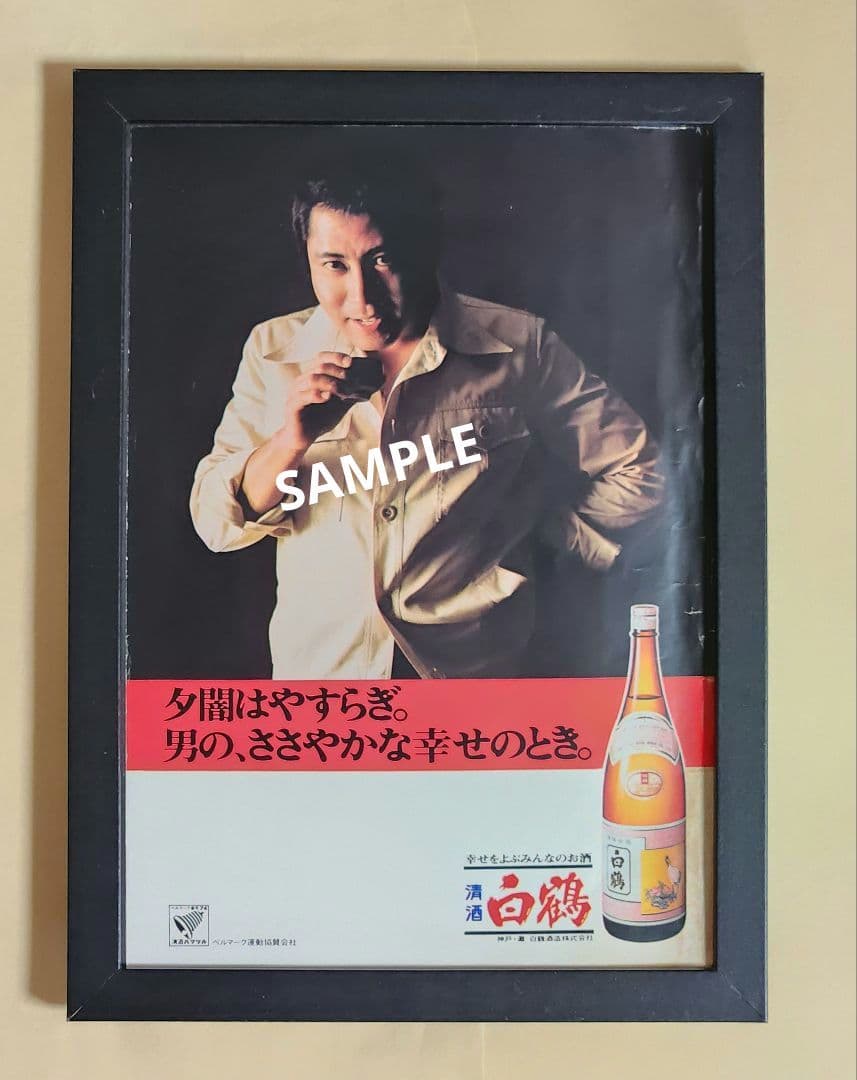 SAMPLE
夕闇はやすらぎ。
男の、ささやかな幸せのとき。
幸せをよぶみんなのお酒
清酒
白鶴
神戸・灘 白鶴酒造株式会社
白鶴
ベルマーク運動協賛会社